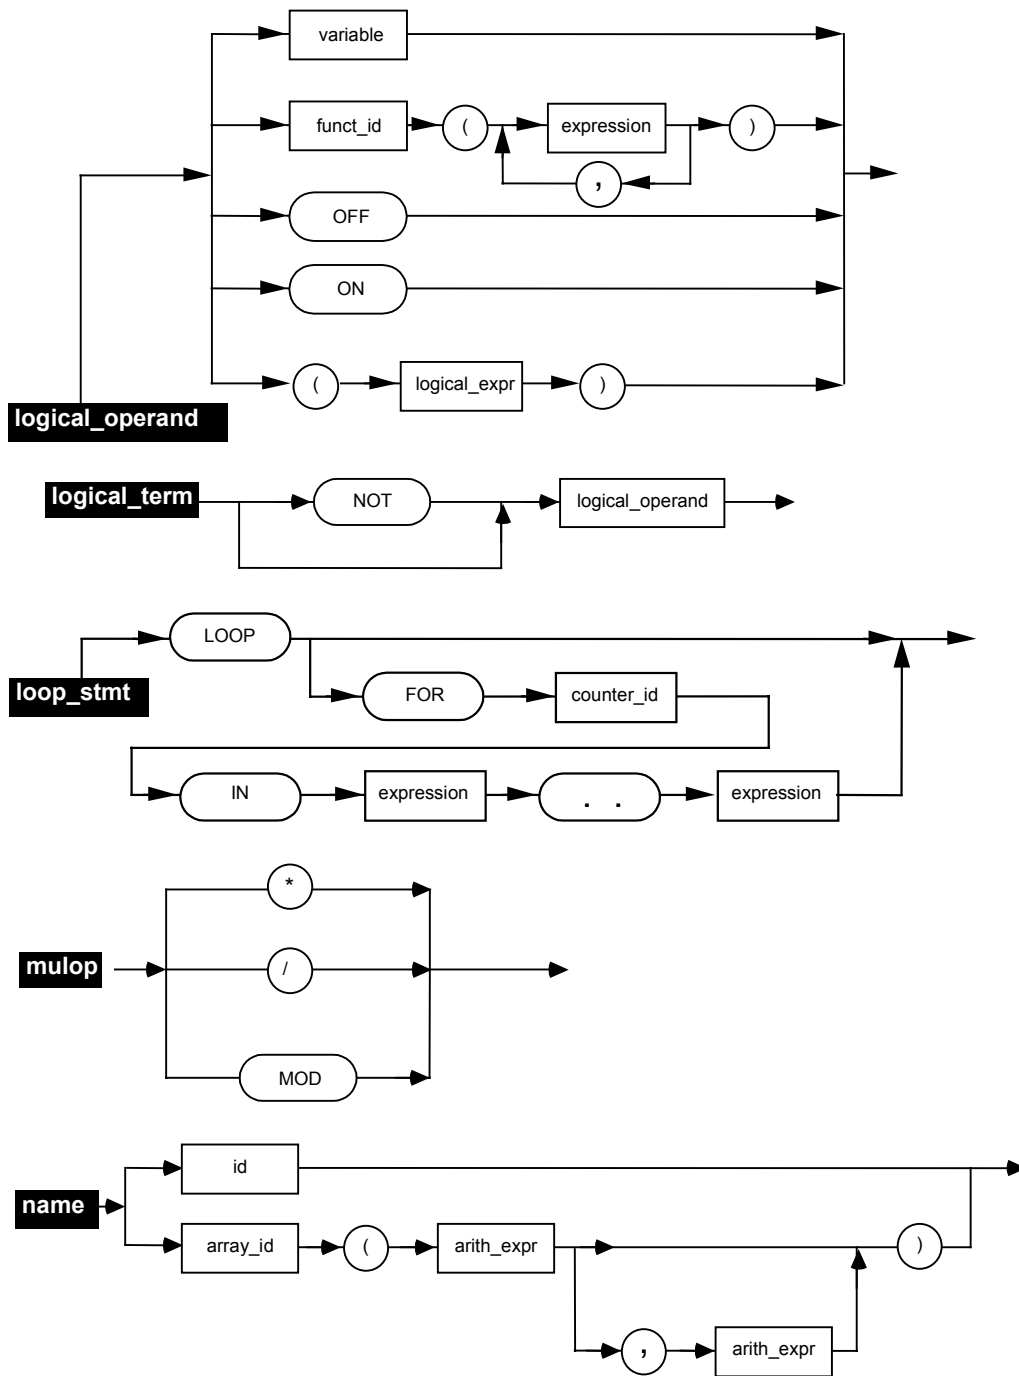 variable
funct_id ( expression )
,
OFF
ON
( logical_expr )
logical_operand
logical_term NOT logical_operand
LOOP
loop_stmt FOR counter_id
IN expression . . expression
*
mulop /
MOD
id
name
array_id ( arith_expr )
, arith_expr